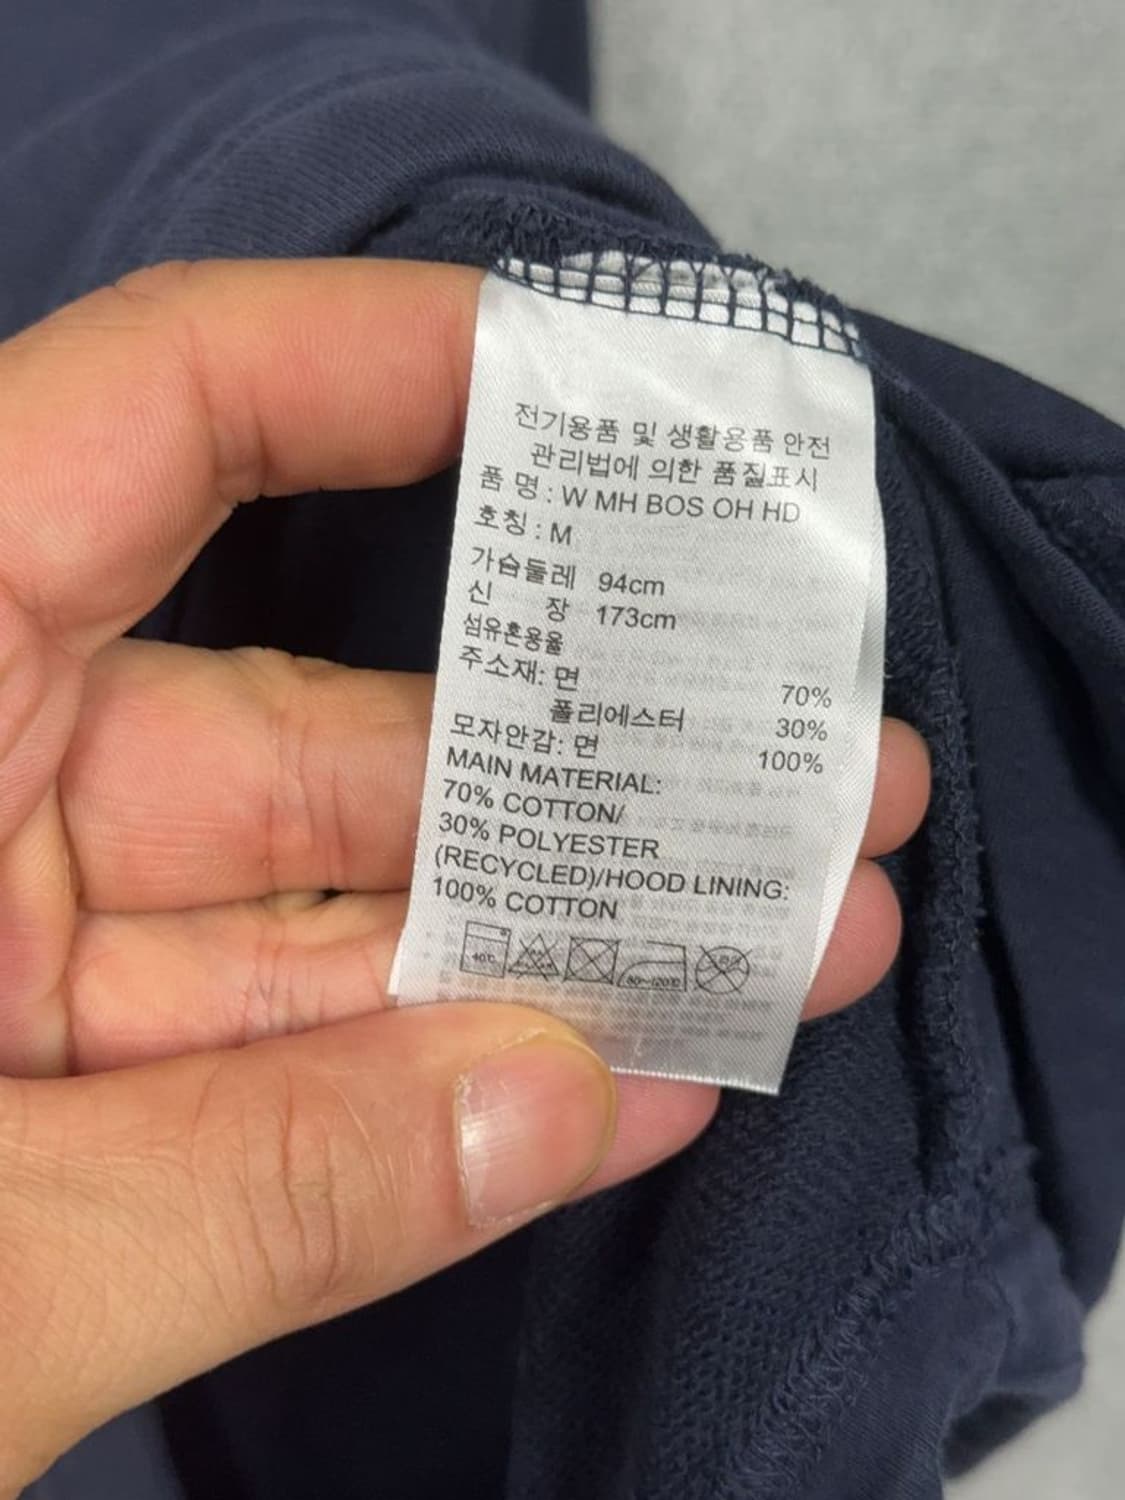 전기용품 및 생활용품 안전
관리법에 의한 품질표시
품 명 : W MH BOS OH HD
호칭 : M
가슴둘레 94cm
신 장 173cm
섬유혼용율
주소재: 면 70%
폴리에스터 30%
모자안감: 면 100%
MAIN MATERIAL:
70% COTTON/
30% POLYESTER
(RECYCLED)/HOOD LINING:
100% COTTON
40℃ 80~120℃